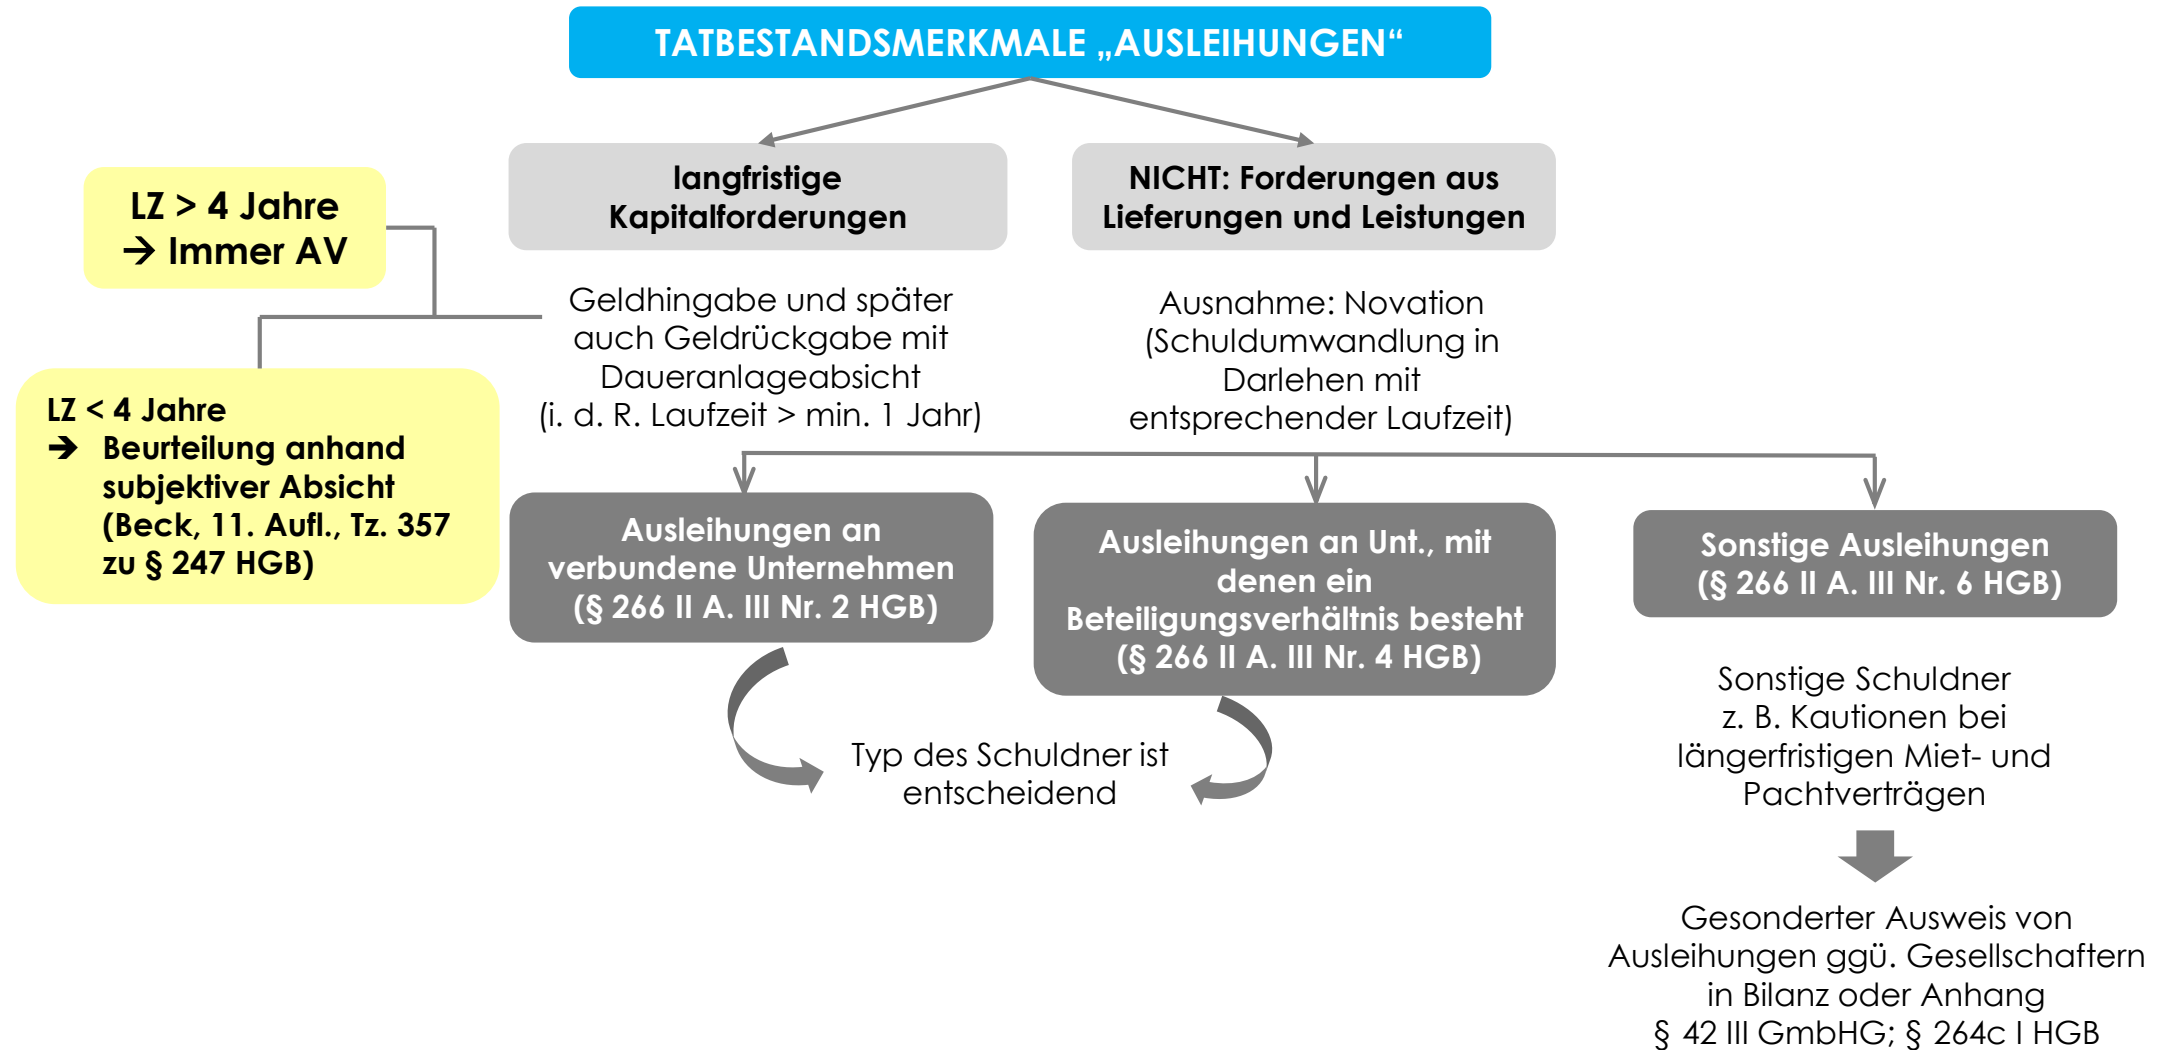 TATBESTANDSMERKMALE „AUSLEIHUNGEN“
LZ > 4 Jahre
→ Immer AV
langfristige
Kapitalforderungen
NICHT: Forderungen aus
Lieferungen und Leistungen
Geldhingabe und später
auch Geldrückgabe mit
Daueranlageabsicht
(i. d. R. Laufzeit > min. 1 Jahr)
Ausnahme: Novation
(Schuldumwandlung in
Darlehen mit
entsprechender Laufzeit)
LZ < 4 Jahre
→ Beurteilung anhand
subjektiver Absicht
(Beck, 11. Aufl., Tz. 357
zu § 247 HGB)
Ausleihungen an
verbundene Unternehmen
(§ 266 II A. III Nr. 2 HGB)
Ausleihungen an Unt., mit
denen ein
Beteiligungsverhältnis besteht
(§ 266 II A. III Nr. 4 HGB)
Sonstige Ausleihungen
(§ 266 II A. III Nr. 6 HGB)
Typ des Schuldner ist
entscheidend
Sonstige Schuldner
z. B. Kautionen bei
längerfristigen Miet- und
Pachtverträgen
Gesonderter Ausweis von
Ausleihungen ggü. Gesellschaftern
in Bilanz oder Anhang
§ 42 III GmbHG; § 264c I HGB